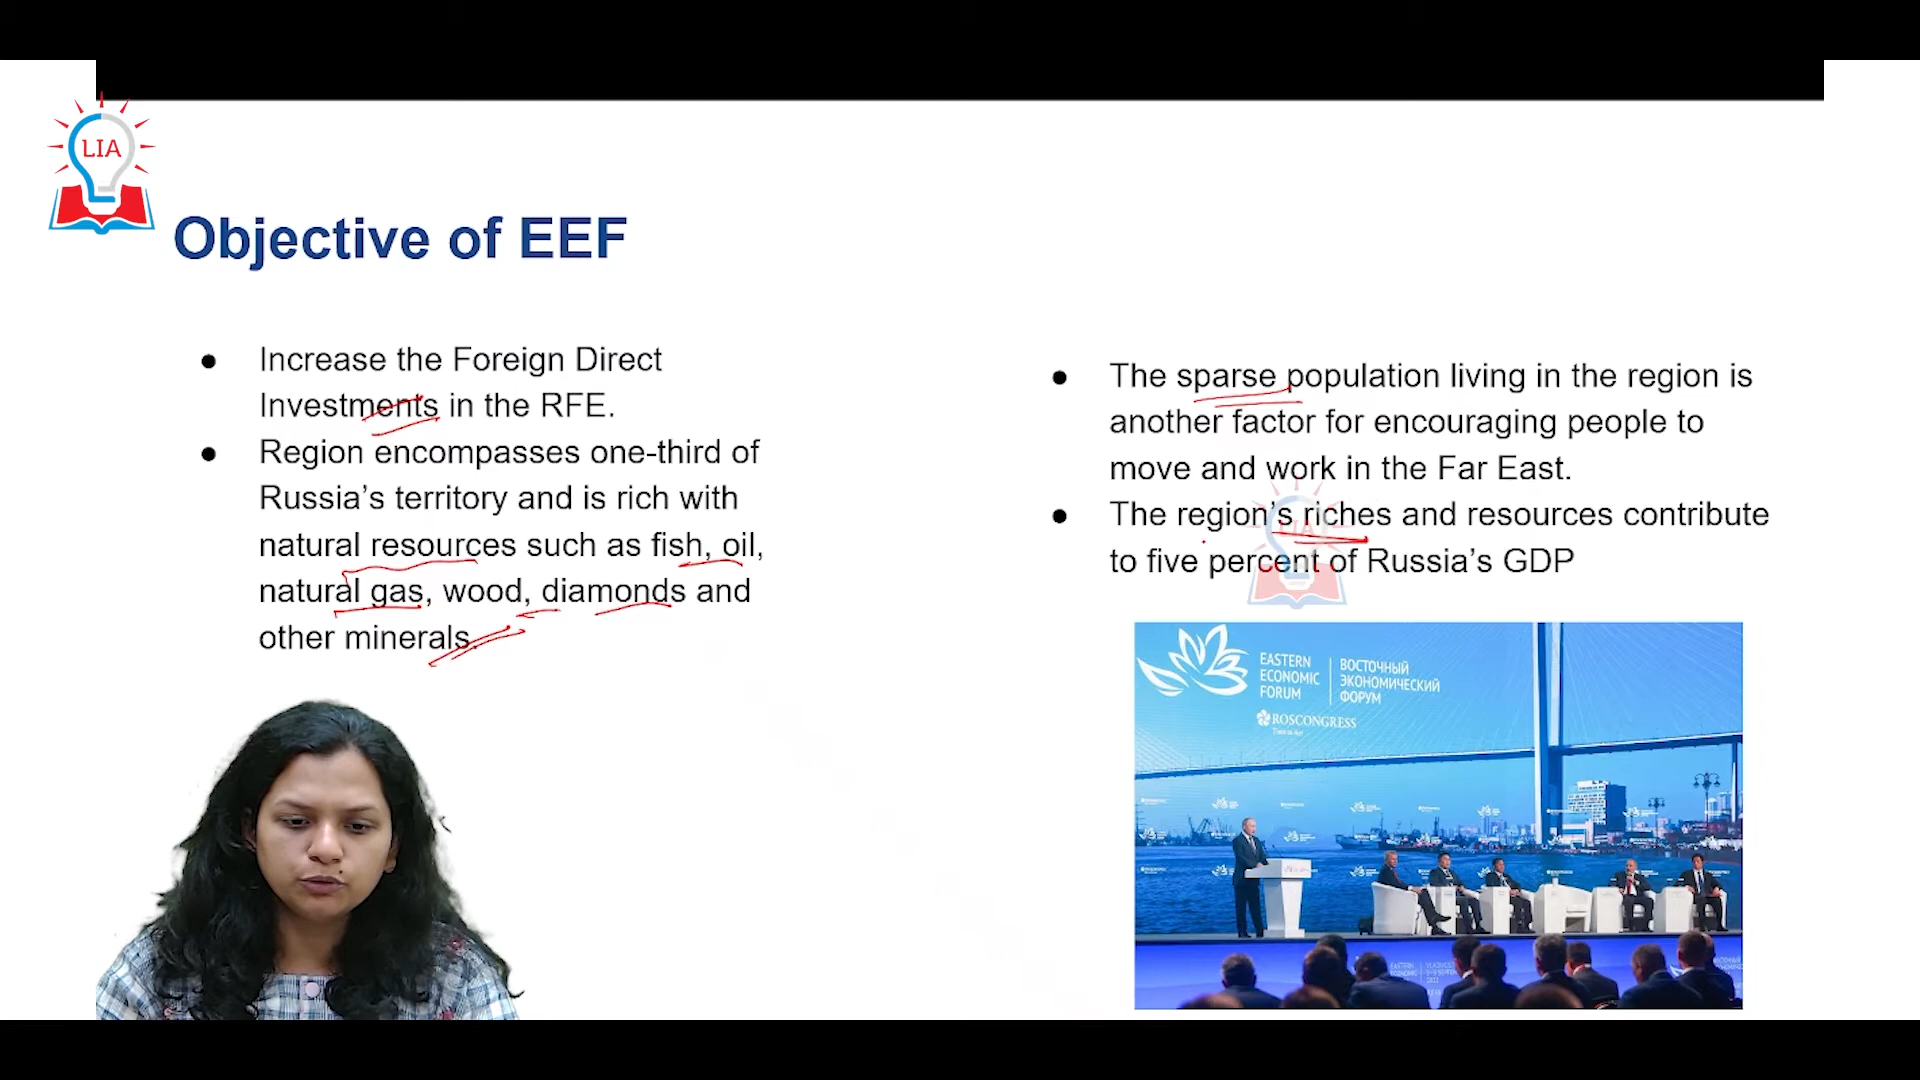 LIA
Objective of EEF
● Increase the Foreign Direct
Investments in the RFE.
● Region encompasses one-third of
Russia’s territory and is rich with
natural resources such as fish, oil,
natural gas, wood, diamonds and
other minerals.
● The sparse population living in the region is
another factor for encouraging people to
move and work in the Far East.
● The region’s riches and resources contribute
to five percent of Russia’s GDP
LIA
EASTERN
ECONOMIC
FORUM
ВОСТОЧНЫЙ
ЭКОНОМИЧЕСКИЙ
ФОРУМ
ROSCONGRESS